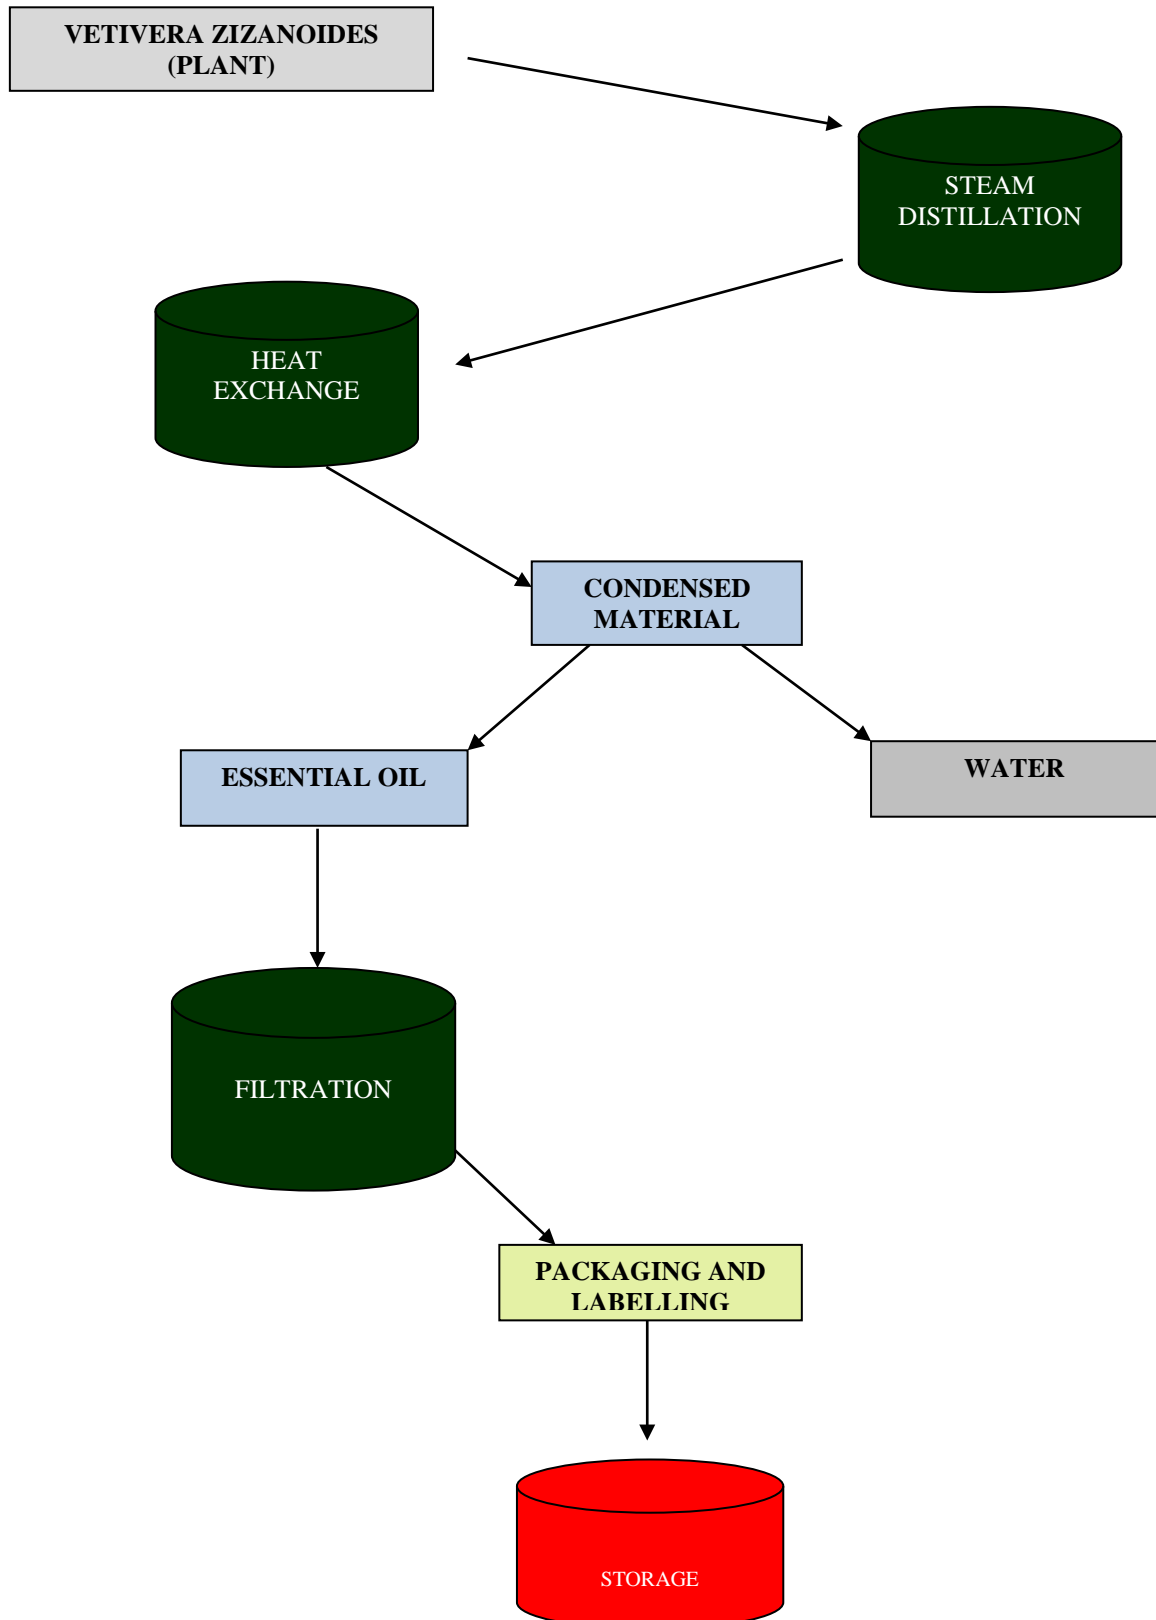 VETIVERA ZIZANOIDES
(PLANT)
STEAM
DISTILLATION
HEAT
EXCHANGE
CONDENSED
MATERIAL
ESSENTIAL OIL
WATER
FILTRATION
PACKAGING AND
LABELLING
STORAGE